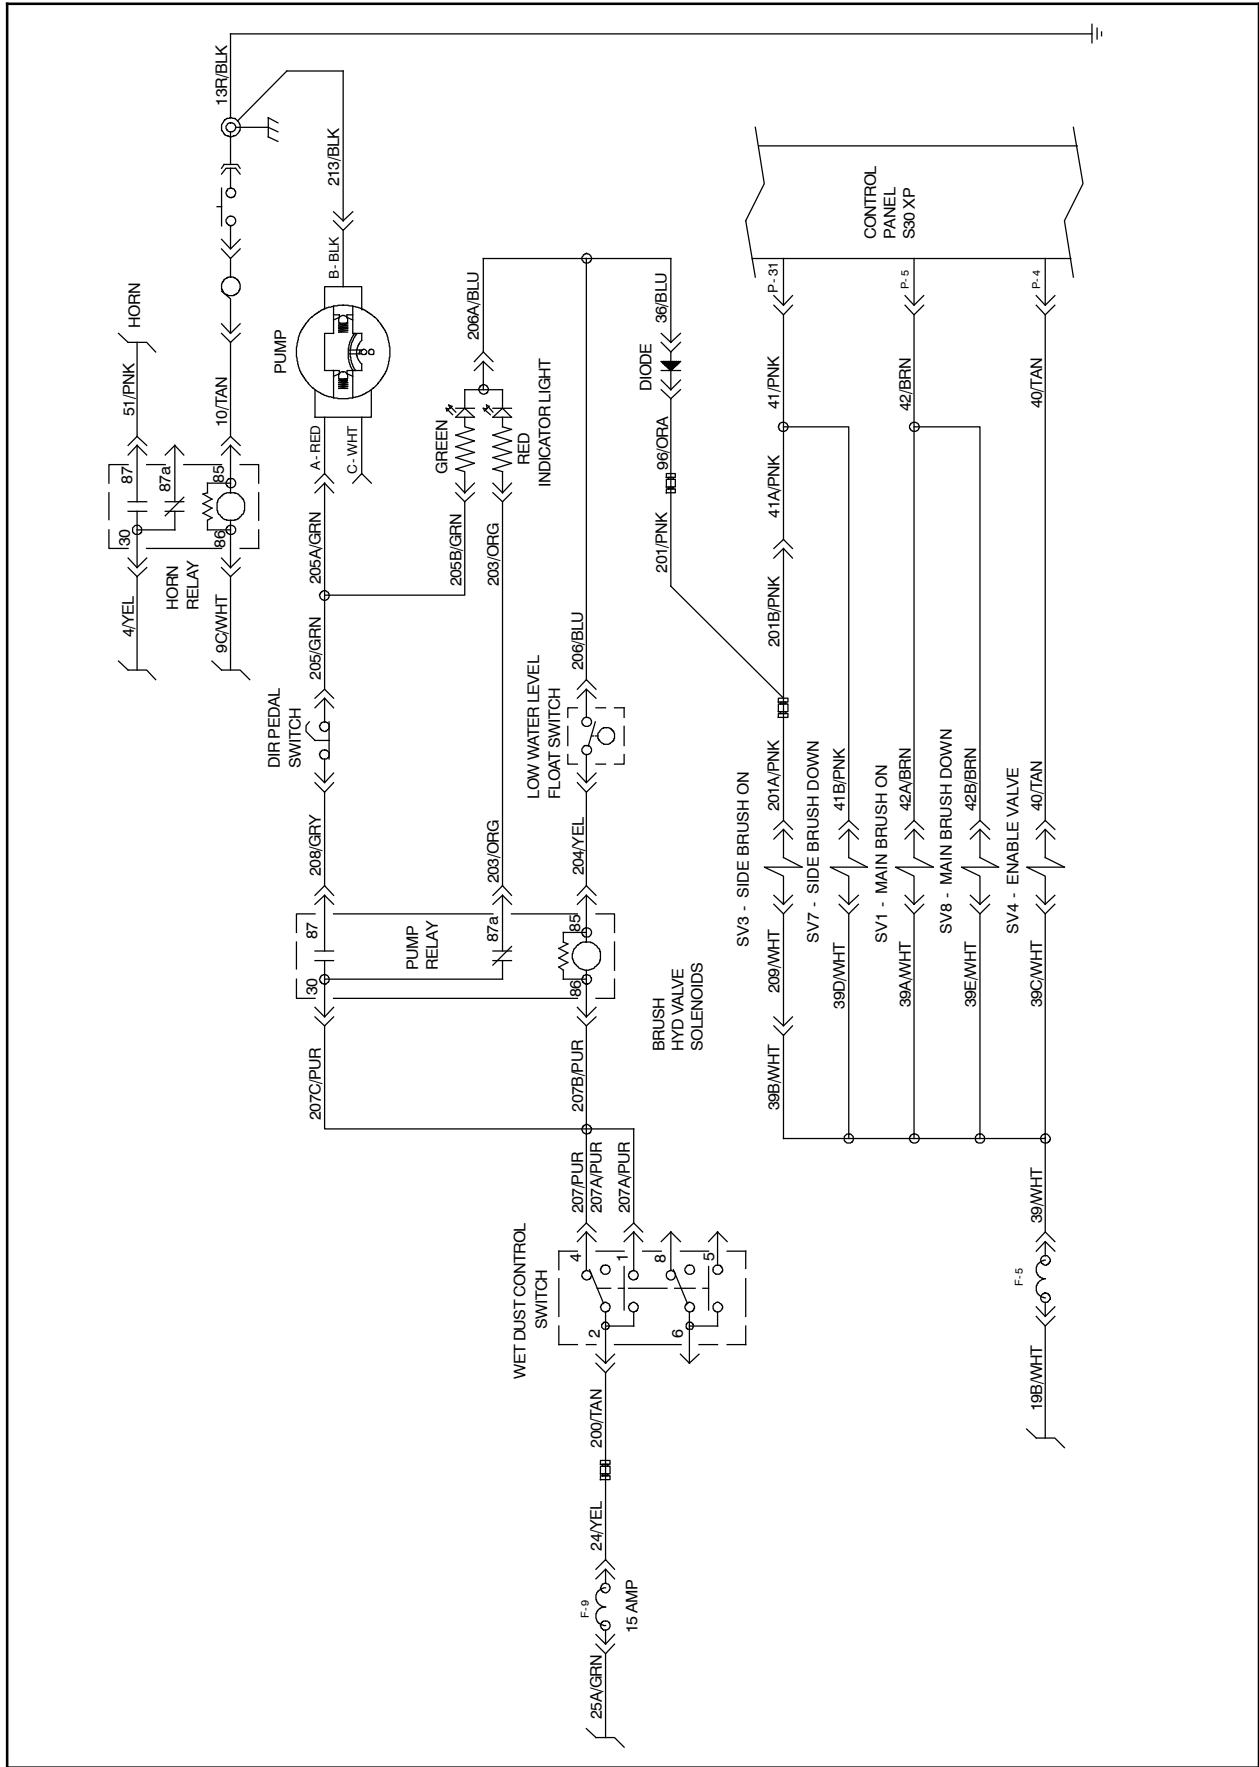 13R/BLK
213/BLK
HORN
51/PNK
10/TAN
B- BLK
PUMP
A- RED
C- WHT
87
87a
85
30
86
HORN
RELAY
4/YEL
9C/WHT
206A/BLU
GREEN
RED
INDICATOR LIGHT
205A/GRN
205B/GRN
203/ORG
205/GRN
DIR PEDAL
SWITCH
208/GRY
203/ORG
LOW WATER LEVEL
FLOAT SWITCH
206/BLU
204/YEL
87
87a
85
30
86
PUMP
RELAY
207C/PUR
207B/PUR
207/PUR
207A/PUR
207A/PUR
WET DUST CONTROL
SWITCH
4
1
8
5
2
6
200/TAN
24/YEL
F-9
15 AMP
25A/GRN
36/BLU
DIODE
96/ORA
201/PNK
CONTROL
PANEL
S30 XP
P-31
P-5
P-4
41/PNK
42/BRN
40/TAN
41A/PNK
201B/PNK
BRUSH
HYD VALVE
SOLENOIDS
SV3 - SIDE BRUSH ON
201A/PNK
209/WHT
39B/WHT
SV7 - SIDE BRUSH DOWN
41B/PNK
39D/WHT
SV1 - MAIN BRUSH ON
42A/BRN
39A/WHT
SV8 - MAIN BRUSH DOWN
42B/BRN
39E/WHT
SV4 - ENABLE VALVE
40/TAN
39C/WHT
39/WHT
F-5
19B/WHT